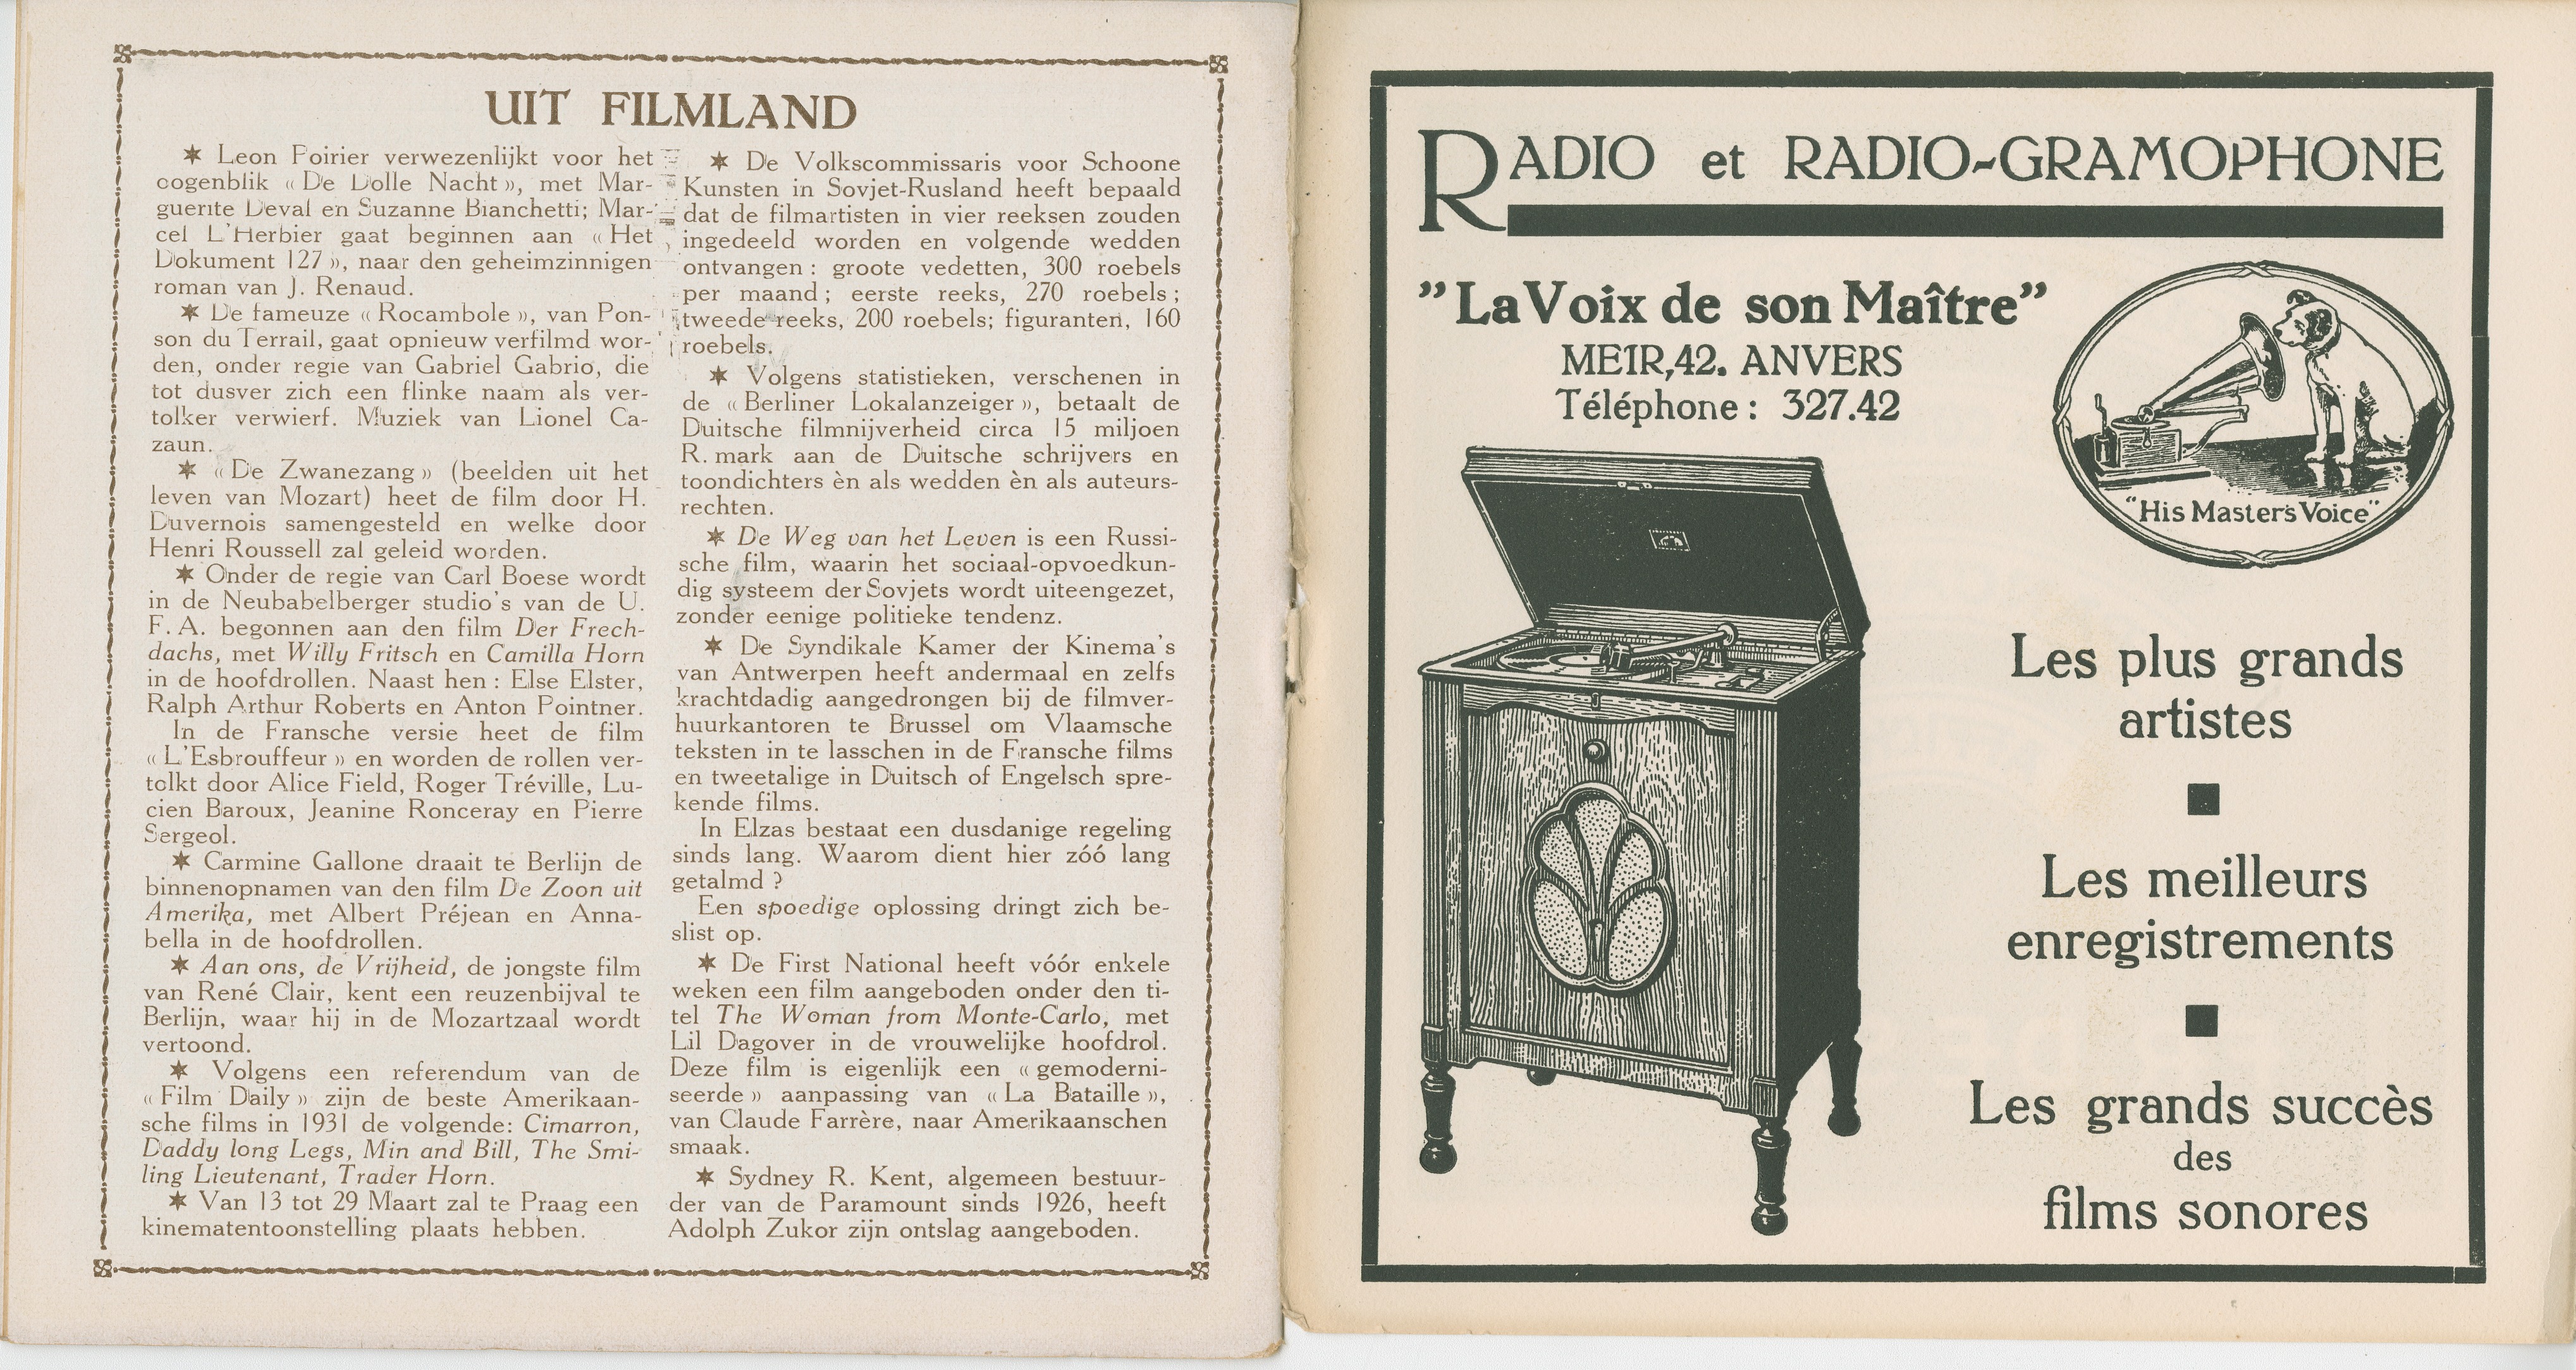 UIT FILMLAND
✶ Leon Poirier verwezenlijkt voor het
oogenblik « De Dolle Nacht », met Mar-
guerite Deval en Suzanne Bianchetti; Mar-
cel L'Herbier gaat beginnen aan « Het
Dokument 127 », naar den geheimzinnigen
roman van J. Renaud.
✶ De fameuze « Rocambole », van Pon-
son du Terrail, gaat opnieuw verfilmd wor-
den, onder regie van Gabriel Gabrio, die
tot dusver zich een flinke naam als ver-
tolker verwierf. Muziek van Lionel Ca-
zaun.
✶ « De Zwanezang » (beelden uit het
leven van Mozart) heet de film door H.
Duvernois samengesteld en welke door
Henri Roussell zal geleid worden.
✶ Onder de regie van Carl Boese wordt
in de Neubabelberger studio's van de U.
F. A. begonnen aan den film Der Frech-
dachs, met Willy Fritsch en Camilla Horn
in de hoofdrollen. Naast hen : Else Elster,
Ralph Arthur Roberts en Anton Pointner.
In de Fransche versie heet de film
« L'Esbrouffeur » en worden de rollen ver-
tolkt door Alice Field, Roger Tréville, Lu-
cien Baroux, Jeanine Ronceray en Pierre
Sergeol.
✶ Carmine Gallone draait te Berlijn de
binnenopnamen van den film De Zoon uit
Amerika, met Albert Préjean en Anna-
bella in de hoofdrollen.
✶ Aan ons, de Vrijheid, de jongste film
van René Clair, kent een reuzenbijval te
Berlijn, waar hij in de Mozartzaal wordt
vertoond.
✶ Volgens een referendum van de
« Film Daily » zijn de beste Amerikaan-
sche films in 1931 de volgende: Cimarron,
Daddy long Legs, Min and Bill, The Smi-
ling Lieutenant, Trader Horn.
✶ Van 13 tot 29 Maart zal te Praag een
kinematentoonstelling plaats hebben.
✶ De Volkscommissaris voor Schoone
Kunsten in Sovjet-Rusland heeft bepaald
dat de filmartisten in vier reeksen zouden
ingedeeld worden en volgende wedden
ontvangen : groote vedetten, 300 roebels
per maand ; eerste reeks, 270 roebels ;
tweede reeks, 200 roebels; figuranten, 160
roebels.
✶ Volgens statistieken, verschenen in
de « Berliner Lokalanzeiger », betaalt de
Duitsche filmnijverheid circa 15 miljoen
R. mark aan de Duitsche schrijvers en
toondichters èn als wedden èn als auteurs-
rechten.
✶ De Weg van het Leven is een Russi-
sche film, waarin het sociaal-opvoedkun-
dig systeem der Sovjets wordt uiteengezet,
zonder eenige politieke tendenz.
✶ De Syndikale Kamer der Kinema's
van Antwerpen heeft andermaal en zelfs
krachtdadig aangedrongen bij de filmver-
huurkantoren te Brussel om Vlaamsche
teksten in te lasschen in de Fransche films
en tweetalige in Duitsch of Engelsch spre-
kende films.
In Elzas bestaat een dusdanige regeling
sinds lang. Waarom dient hier zóó lang
getalmd ?
Een spoedige oplossing dringt zich be-
slist op.
✶ De First National heeft vóór enkele
weken een film aangeboden onder den ti-
tel The Woman from Monte-Carlo, met
Lil Dagover in de vrouwelijke hoofdrol.
Deze film is eigenlijk een « gemoderni-
seerde » aanpassing van « La Bataille »,
van Claude Farrère, naar Amerikaanschen
smaak.
✶ Sydney R. Kent, algemeen bestuur-
der van de Paramount sinds 1926, heeft
Adolph Zukor zijn ontslag aangeboden.
RADIO et RADIO-GRAMOPHONE
"La Voix de son Maître"
MEIR,42. ANVERS
Téléphone : 327.42
"His Master's Voice"
Les plus grands
artistes
Les meilleurs
enregistrements
Les grands succès
des
films sonores